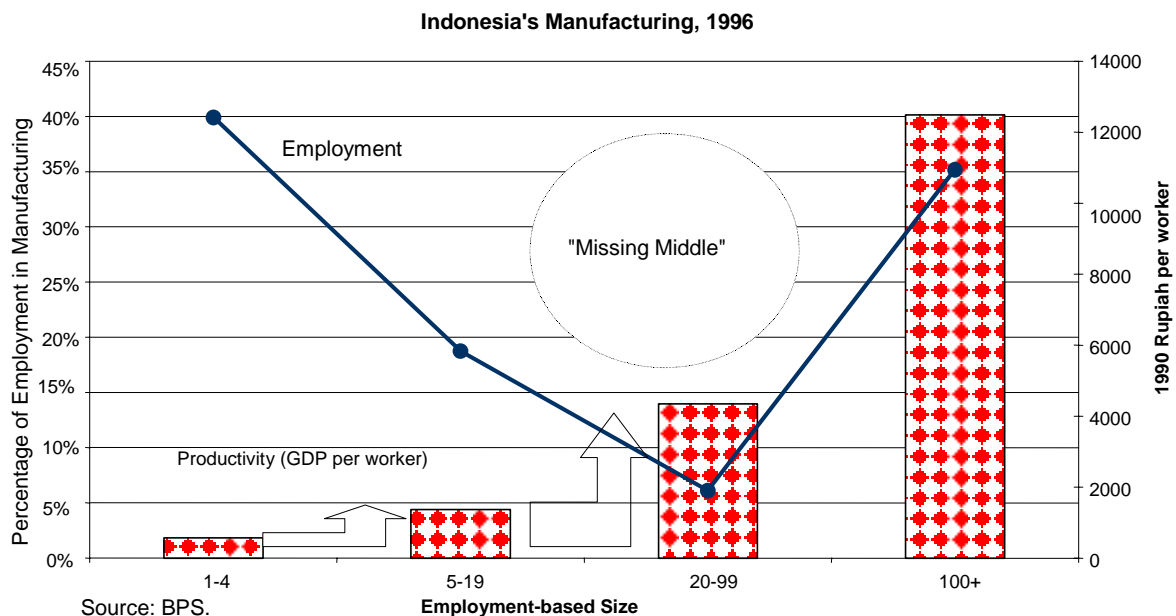 Indonesia's Manufacturing, 1996
Percentage of Employment in Manufacturing
45%
40%
35%
30%
25%
20%
15%
10%
5%
0%
Employment
"Missing Middle"
Productivity (GDP per worker)
14000
12000
10000
8000
6000
4000
2000
0
1990 Rupiah per worker
1-4
5-19
20-99
100+
Source: BPS.
Employment-based Size